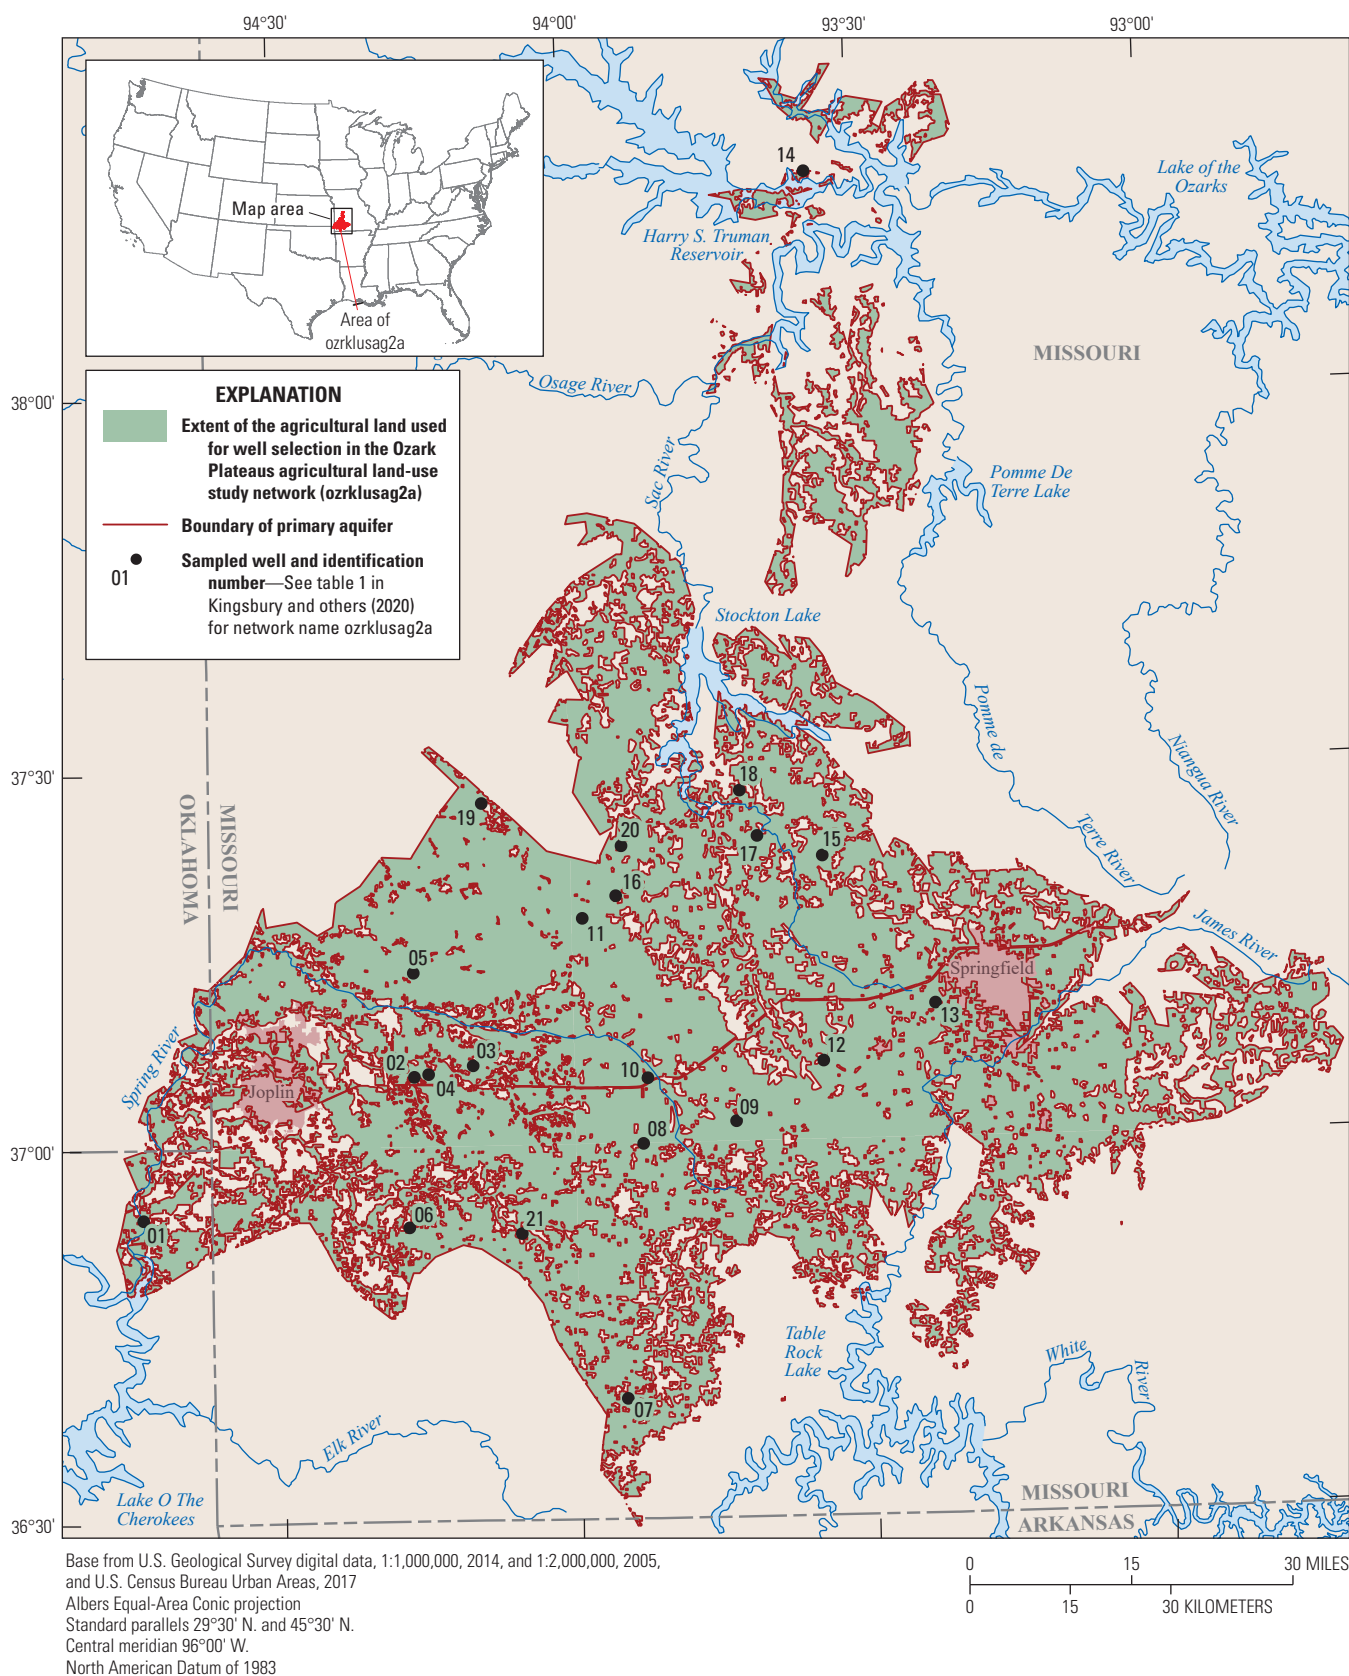 94°30'
94°00'
93°30'
93°00'
Map area
Area of
ozrklusag2a
14
Lake of the
Ozarks
Harry S. Truman
Reservoir
MISSOURI
Osage River
38°00'
EXPLANATION
Extent of the agricultural land used
for well selection in the Ozark
Plateaus agricultural land-use
study network (ozrklusag2a)
Boundary of primary aquifer
01
Sampled well and identification
number—See table 1 in
Kingsbury and others (2020)
for network name ozrklusag2a
Sac River
Pomme De
Terre Lake
Stockton Lake
Pomme de
Terre River
Niangua River
37°30'
OKLAHOMA
MISSOURI
18
19
20
17
15
16
11
James River
05
Springfield
13
Spring River
02
03
04
10
12
Joplin
09
08
37°00'
06
21
01
Table
Rock
Lake
White
River
07
Elk River
Lake O The
Cherokees
MISSOURI
ARKANSAS
36°30'
Base from U.S. Geological Survey digital data, 1:1,000,000, 2014, and 1:2,000,000, 2005,
and U.S. Census Bureau Urban Areas, 2017
Albers Equal-Area Conic projection
Standard parallels 29°30' N. and 45°30' N.
Central meridian 96°00' W.
North American Datum of 1983
0 15 30 MILES
0 15 30 KILOMETERS